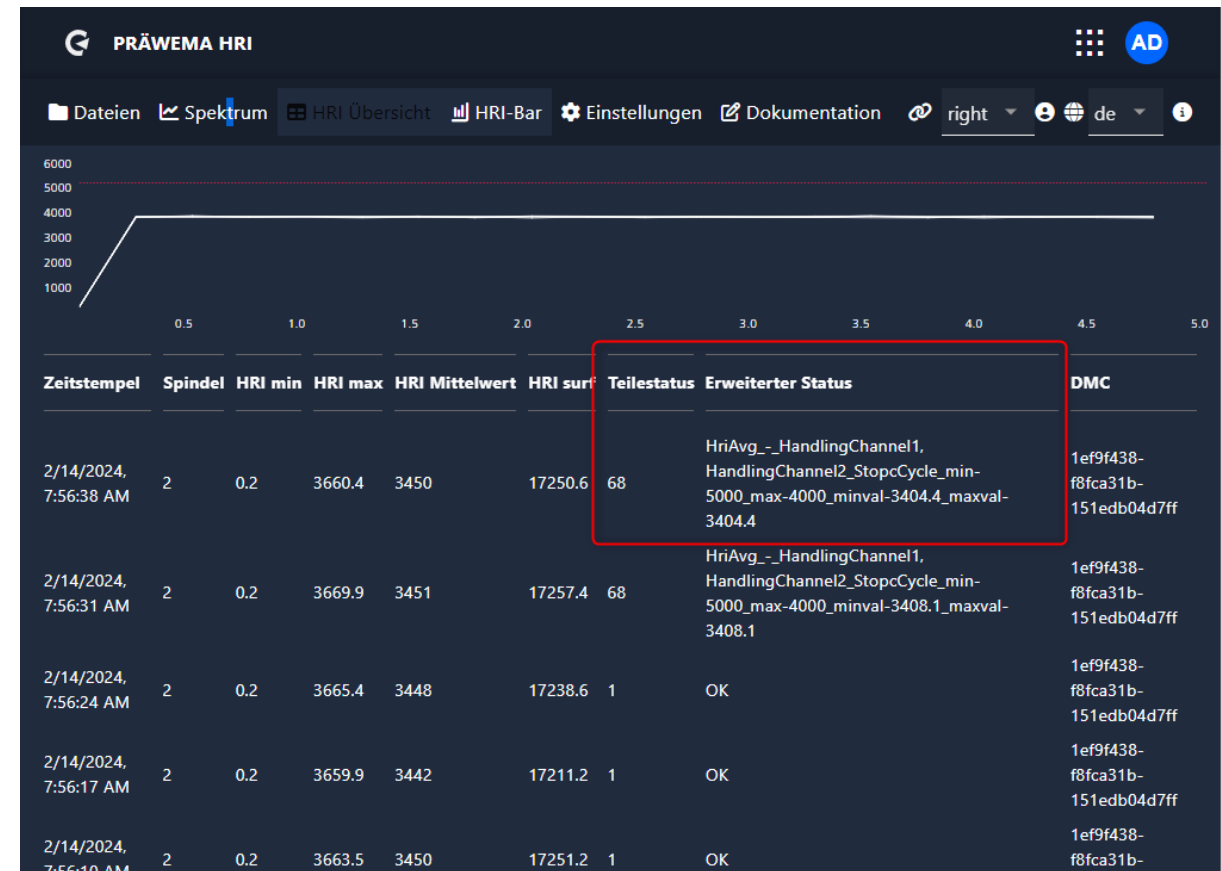 PRÄWEMA HRI
AD
Dateien Spektrum HRI Übersicht HRI-Bar Einstellungen Dokumentation right de
6000
5000
4000
3000
2000
1000
0.5 1.0 1.5 2.0 2.5 3.0 3.5 4.0 4.5 5.0
Zeitstempel Spindel HRI min HRI max HRI Mittelwert HRI surf Teilestatus Erweiterter Status DMC
2/14/2024,
7:56:38 AM
2 0.2 3660.4 3450 17250.6 68
HriAvg_-_HandlingChannel1,
HandlingChannel2_StopcCycle_min-
5000_max-4000_minval-3404.4_maxval-
3404.4
1ef9f438-
f8fca31b-
151edb04d7ff
2/14/2024,
7:56:31 AM
2 0.2 3669.9 3451 17257.4 68
HriAvg_-_HandlingChannel1,
HandlingChannel2_StopcCycle_min-
5000_max-4000_minval-3408.1_maxval-
3408.1
1ef9f438-
f8fca31b-
151edb04d7ff
2/14/2024,
7:56:24 AM
2 0.2 3665.4 3448 17238.6 1 OK
1ef9f438-
f8fca31b-
151edb04d7ff
2/14/2024,
7:56:17 AM
2 0.2 3659.9 3442 17211.2 1 OK
1ef9f438-
f8fca31b-
151edb04d7ff
2/14/2024,
7:56:10 AM
2 0.2 3663.5 3450 17251.2 1 OK
1ef9f438-
f8fca31b-